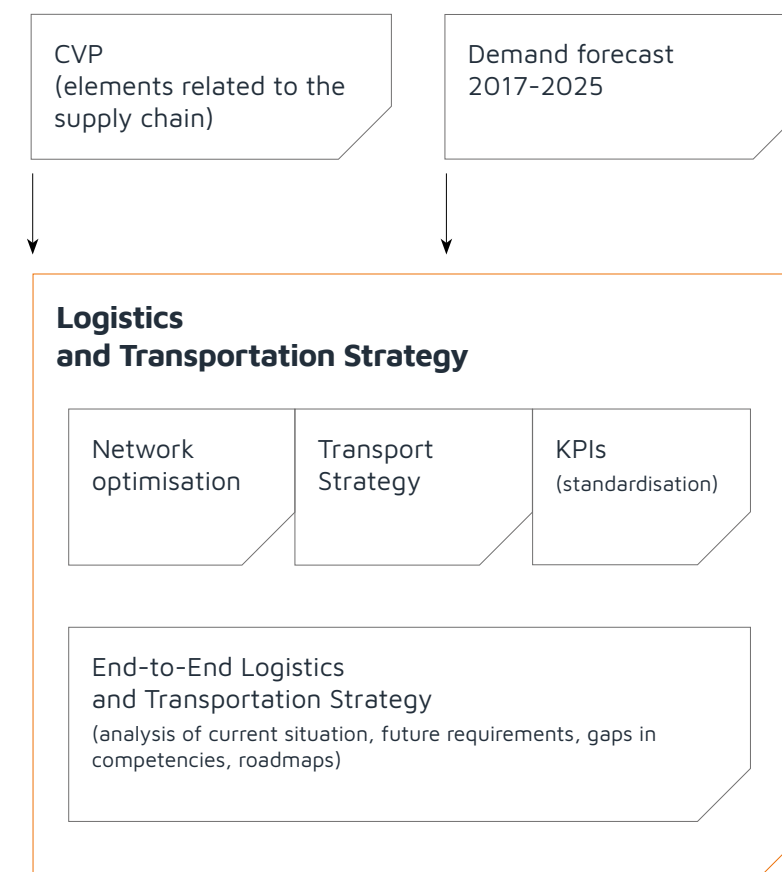 CVP
(elements related to the
supply chain)
Demand forecast
2017-2025
Logistics
and Transportation Strategy
Network
optimisation
Transport
Strategy
KPIs
(standardisation)
End-to-End Logistics
and Transportation Strategy
(analysis of current situation, future requirements, gaps in
competencies, roadmaps)